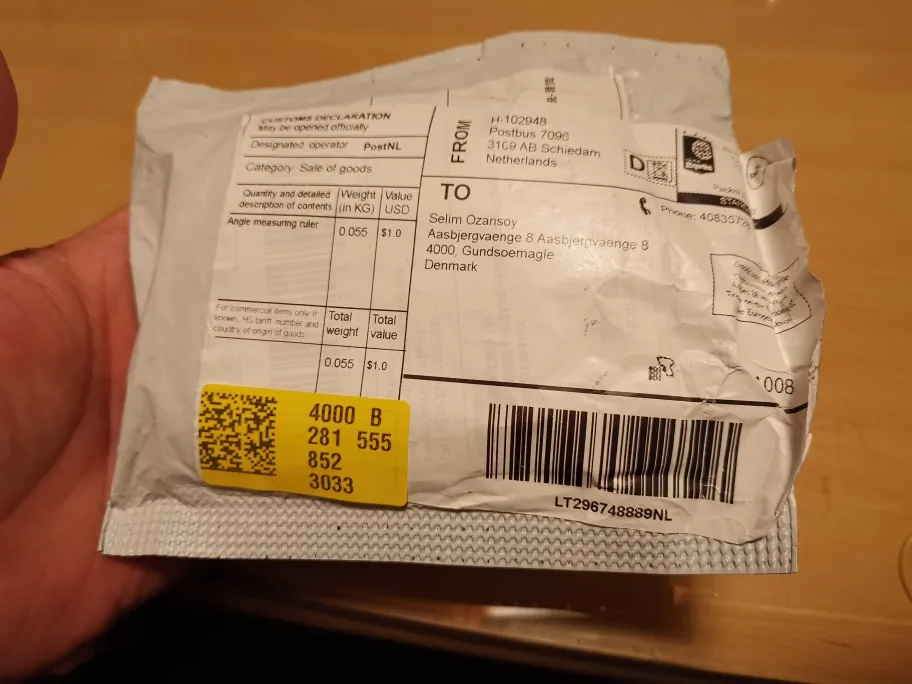 CUSTOMS DECLARATION
May be opened officially
Designated operator PostNL
Category: Sale of goods
Quantity and detailed description of contents
Weight (in KG)
Value USD
Angle measuring ruler
0.055
$1.0
For commercial items only If known, HS tariff number and country of origin of goods
Total weight
Total value
0.055
$1.0
FROM
H-102948
Postbus 7096
3109 AB Schiedam
Netherlands
D
TO
Phone:
Selim Ozansoy
Aasbjergvaenge 8 Aasbjergvaenge 8
4000, Gundsoemagle
Denmark
008
4000 B
281 555
852
3033
LT296748889NL